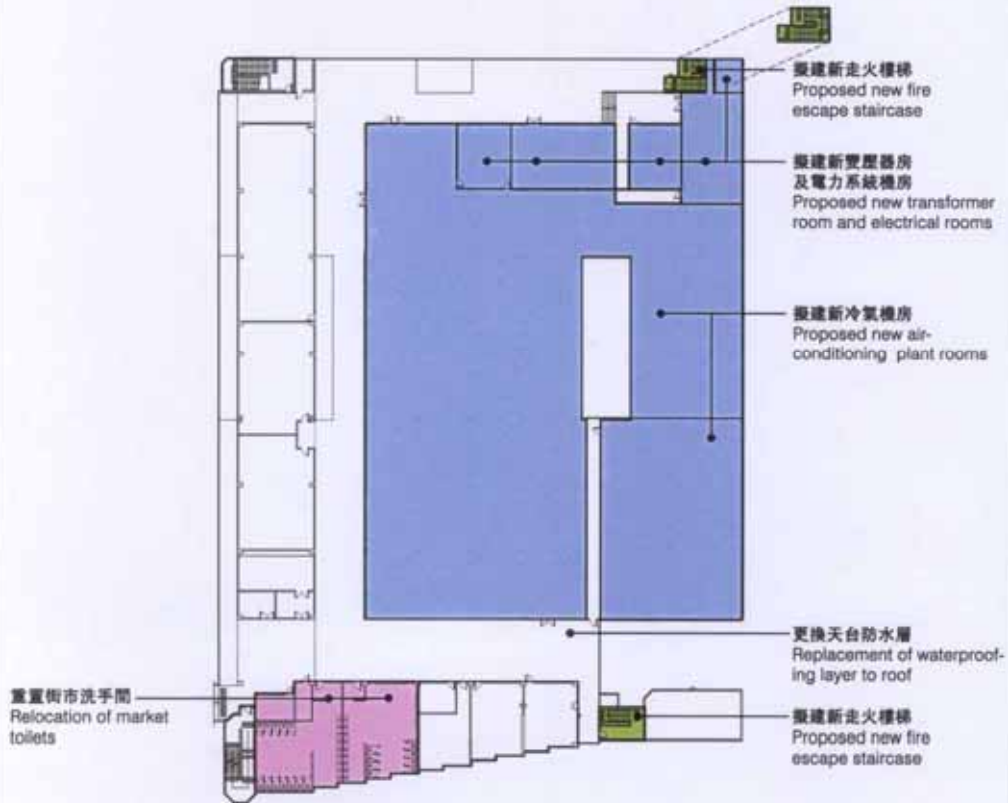 擬建新走火樓梯
Proposed new fire
escape staircase
擬建新變壓器房
及電力系統機房
Proposed new transformer
room and electrical rooms
擬建新冷氣機房
Proposed new air-
conditioning plant rooms
更換天台防水層
Replacement of waterproof-
ing layer to roof
重置街市洗手間
Relocation of market
toilets
擬建新走火樓梯
Proposed new fire
escape staircase